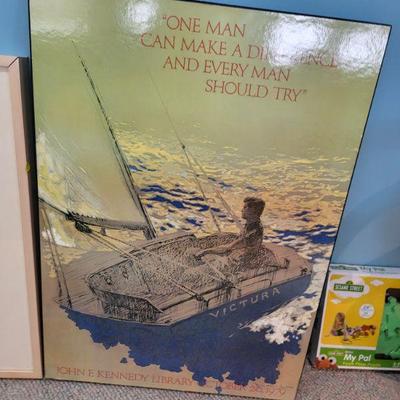 "ONE MAN
CAN MAKE A DIFFERENCE
AND EVERY MAN
SHOULD TRY"
VICTURA
JOHN F. KENNEDY LIBRARY
SESAME STREET
My Pal